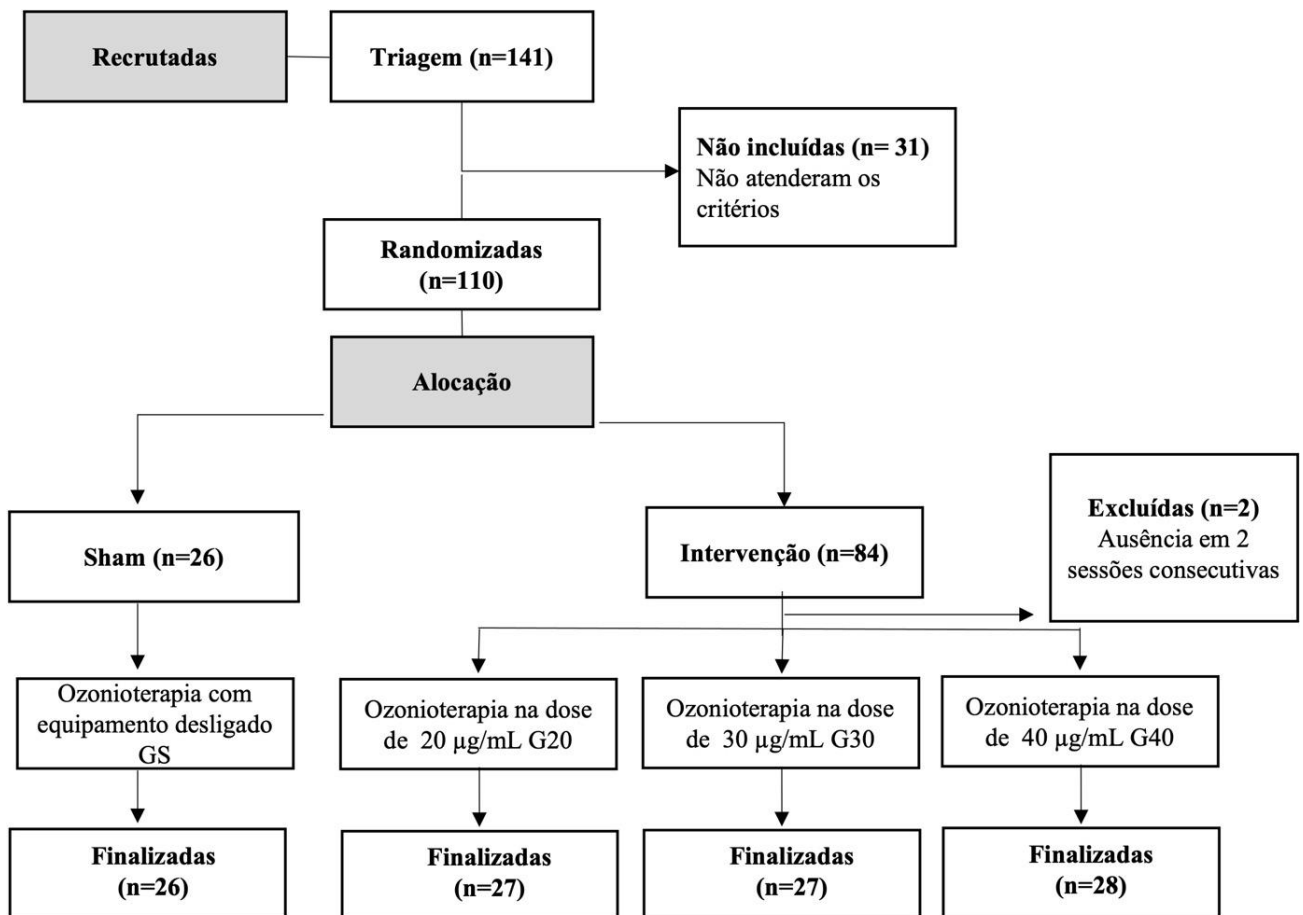 Recrutadas
Triagem (n=141)
Não incluídas (n= 31)
Não atenderam os
critérios
Randomizadas
(n=110)
Alocação
Sham (n=26)
Intervenção (n=84)
Excluídas (n=2)
Ausência em 2
sessões consecutivas
Ozonioterapia com
equipamento desligado
GS
Ozonioterapia na dose
de 20 µg/mL G20
Ozonioterapia na dose
de 30 µg/mL G30
Ozonioterapia na dose
de 40 µg/mL G40
Finalizadas
(n=26)
Finalizadas
(n=27)
Finalizadas
(n=27)
Finalizadas
(n=28)